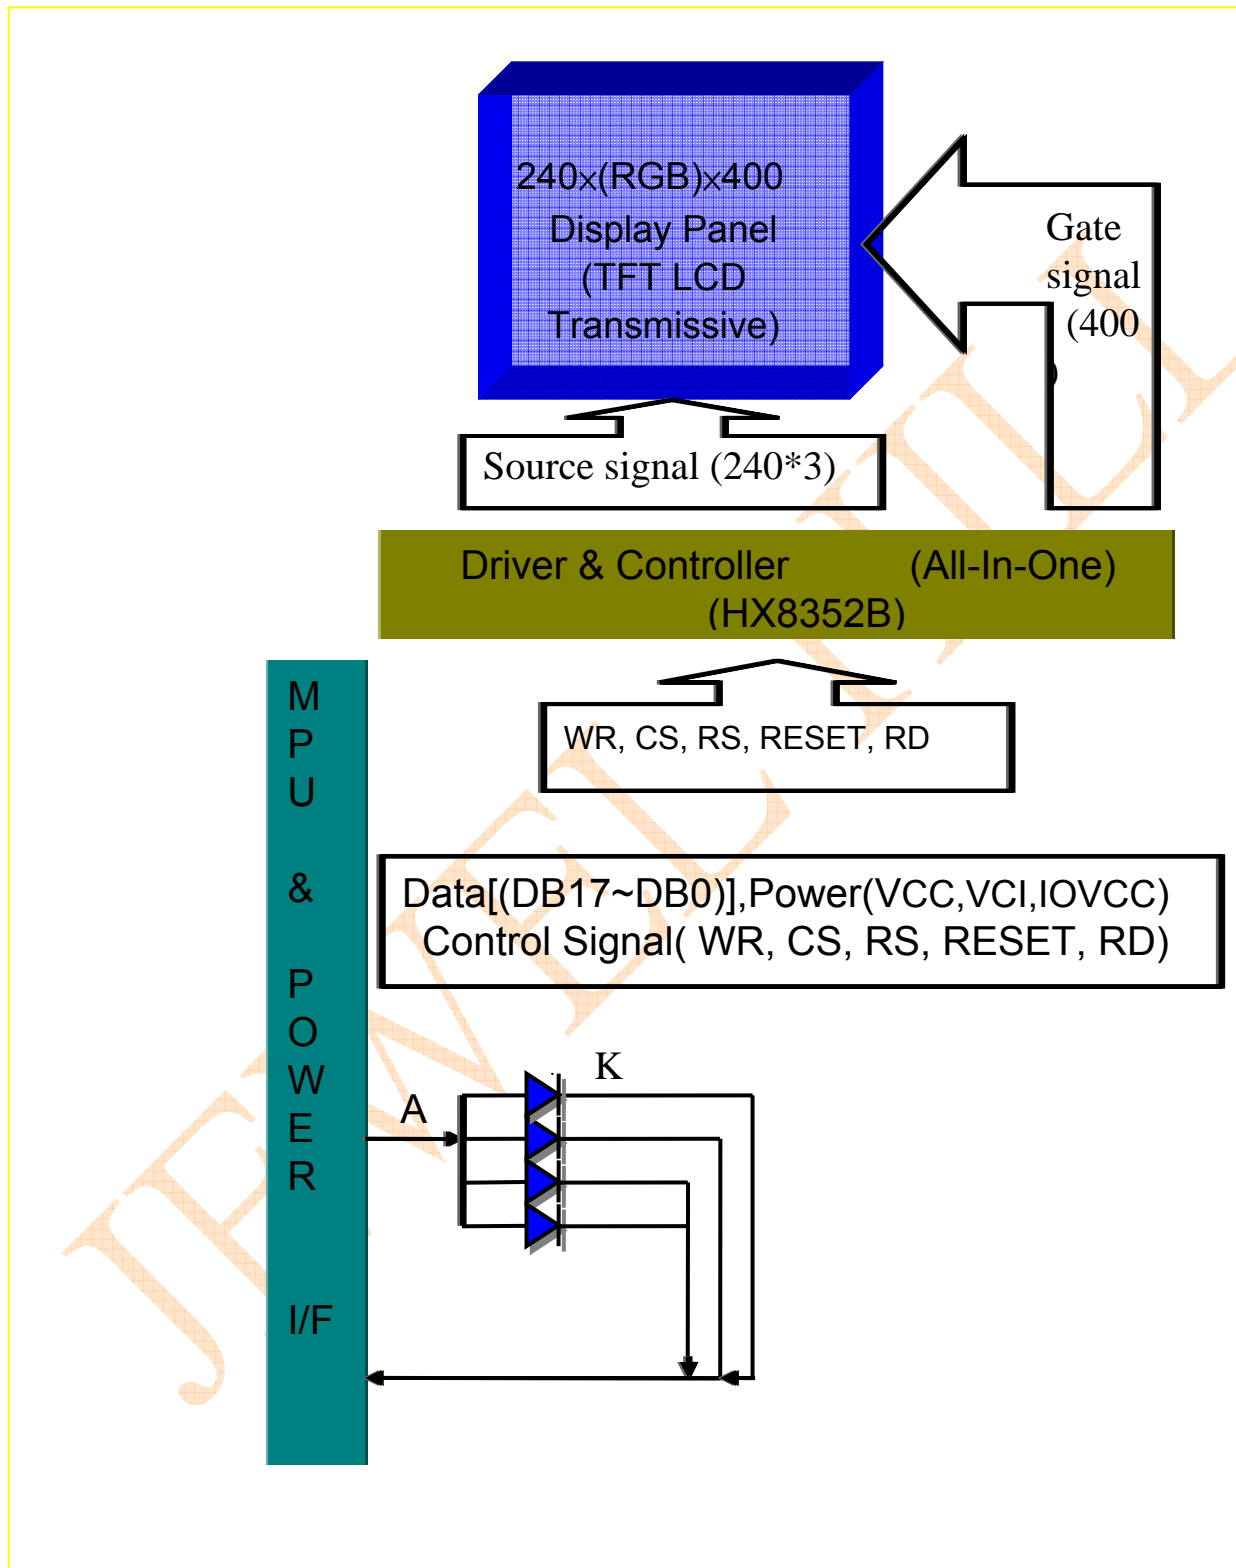 240×(RGB)×400
Display Panel
(TFT LCD
Transmissive)
Gate
signal
(400
)
Source signal (240*3)
Driver & Controller (All-In-One)
(HX8352B)
WR, CS, RS, RESET, RD
M
P
U
&
P
O
W
E
R
I/F
Data[(DB17~DB0)],Power(VCC,VCI,IOVCC)
Control Signal( WR, CS, RS, RESET, RD)
K
A